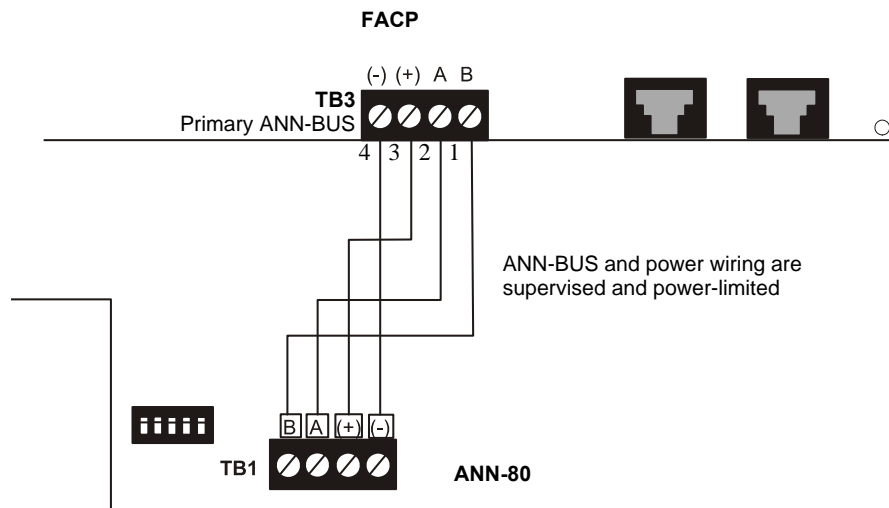 FACP
(-) (+) A B
TB3
Primary ANN-BUS
4 3 2 1
ANN-BUS and power wiring are
supervised and power-limited
B A (+) (-)
TB1
ANN-80